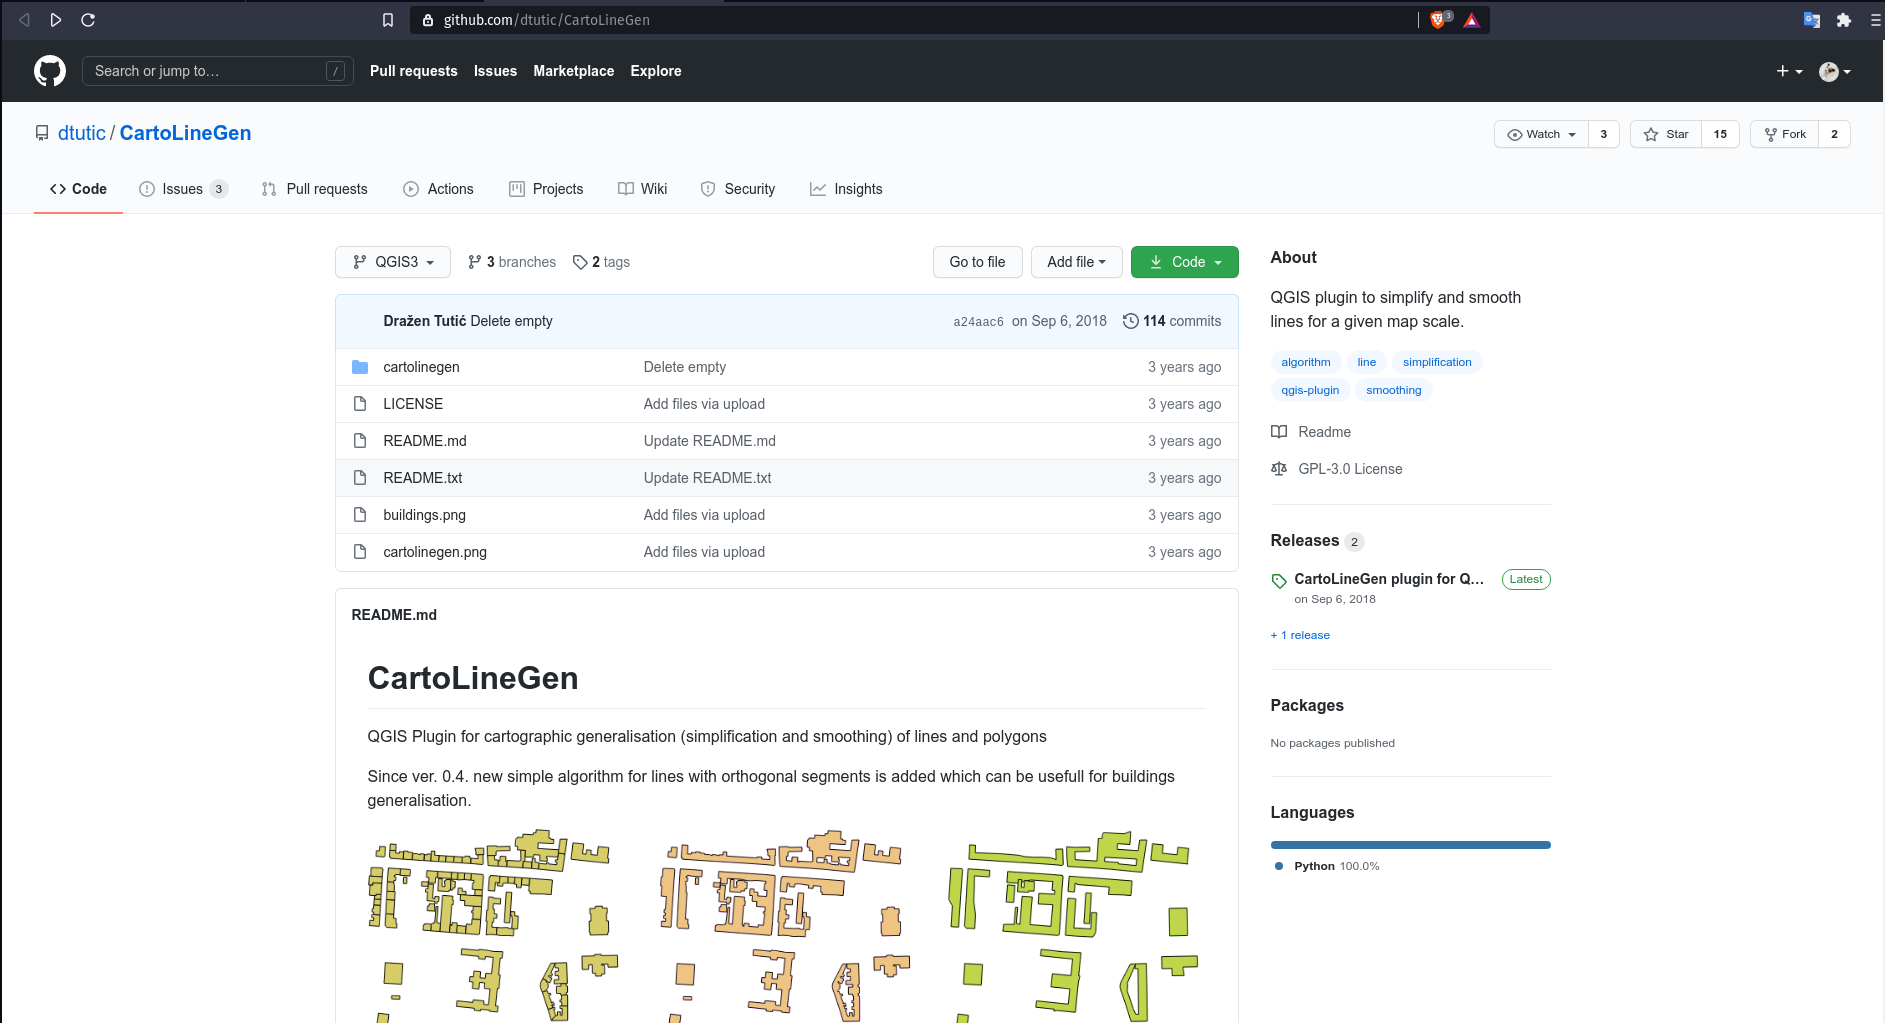 github.com/dtutic/CartoLineGen
3
Search or jump to… /
Pull requests Issues Marketplace Explore
dtutic / CartoLineGen
Watch 3 Star 15 Fork 2
Code Issues 3 Pull requests Actions Projects Wiki Security Insights
QGIS3 3 branches 2 tags Go to file Add file Code
Dražen Tutić Delete empty a24aac6 on Sep 6, 2018 114 commits
cartolinegen Delete empty 3 years ago
LICENSE Add files via upload 3 years ago
README.md Update README.md 3 years ago
README.txt Update README.txt 3 years ago
buildings.png Add files via upload 3 years ago
cartolinegen.png Add files via upload 3 years ago
README.md
CartoLineGen
QGIS Plugin for cartographic generalisation (simplification and smoothing) of lines and polygons
Since ver. 0.4. new simple algorithm for lines with orthogonal segments is added which can be usefull for buildings
generalisation.
About
QGIS plugin to simplify and smooth
lines for a given map scale.
algorithm line simplification
qgis-plugin smoothing
Readme
GPL-3.0 License
Releases 2
CartoLineGen plugin for Q... Latest
on Sep 6, 2018
+ 1 release
Packages
No packages published
Languages
Python 100.0%